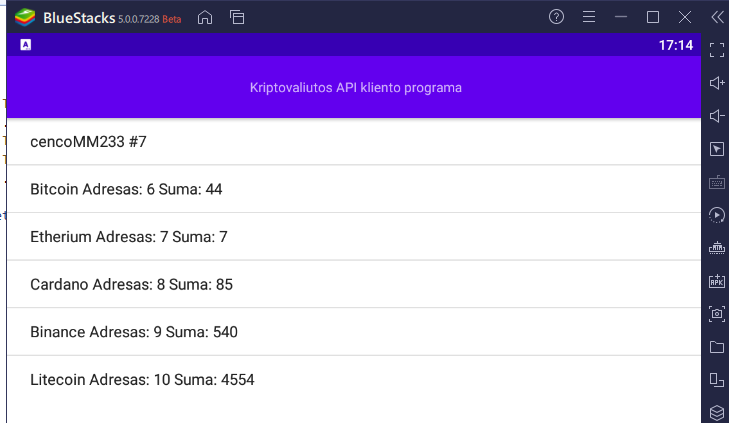 BlueStacks 5.0.0.7228 Beta
17:14
Kriptovaliutos API kliento programa
cencoMM233 #7
Bitcoin Adresas: 6 Suma: 44
Etherium Adresas: 7 Suma: 7
Cardano Adresas: 8 Suma: 85
Binance Adresas: 9 Suma: 540
Litecoin Adresas: 10 Suma: 4554